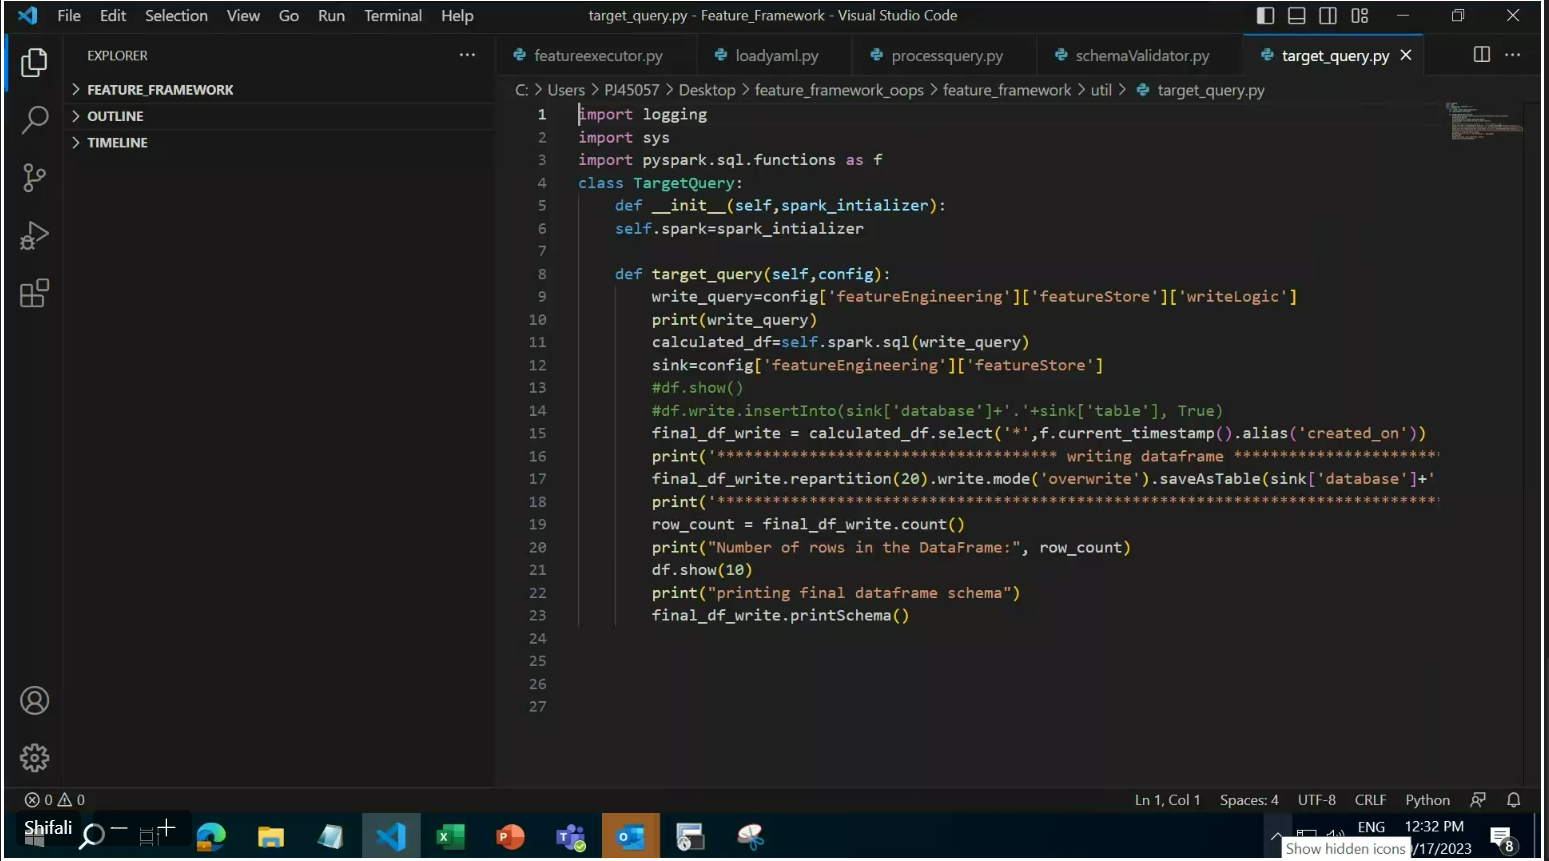 File Edit Selection View Go Run Terminal Help
target_query.py - Feature_Framework - Visual Studio Code
EXPLORER
FEATURE_FRAMEWORK
OUTLINE
TIMELINE
featureexecutor.py loadyaml.py processquery.py schemaValidator.py target_query.py
C: > Users > PJ45057 > Desktop > feature_framework_oops > feature_framework > util > target_query.py
1 import logging
2 import sys
3 import pyspark.sql.functions as f
4 class TargetQuery:
5 def __init__(self,spark_intializer):
6 self.spark=spark_intializer
7
8 def target_query(self,config):
9 write_query=config['featureEngineering']['featureStore']['writeLogic']
10 print(write_query)
11 calculated_df=self.spark.sql(write_query)
12 sink=config['featureEngineering']['featureStore']
13 #df.show()
14 #df.write.insertInto(sink['database']+'.'+sink['table'], True)
15 final_df_write = calculated_df.select('*',f.current_timestamp().alias('created_on'))
16 print('************************************* writing dataframe ***********************
17 final_df_write.repartition(20).write.mode('overwrite').saveAsTable(sink['database']+'
18 print('*******************************************************************************
19 row_count = final_df_write.count()
20 print("Number of rows in the DataFrame:", row_count)
21 df.show(10)
22 print("printing final dataframe schema")
23 final_df_write.printSchema()
24
25
26
27
0 0
Ln 1, Col 1 Spaces: 4 UTF-8 CRLF Python
Shifali
ENG
12:32 PM
/17/2023
8
Show hidden icons